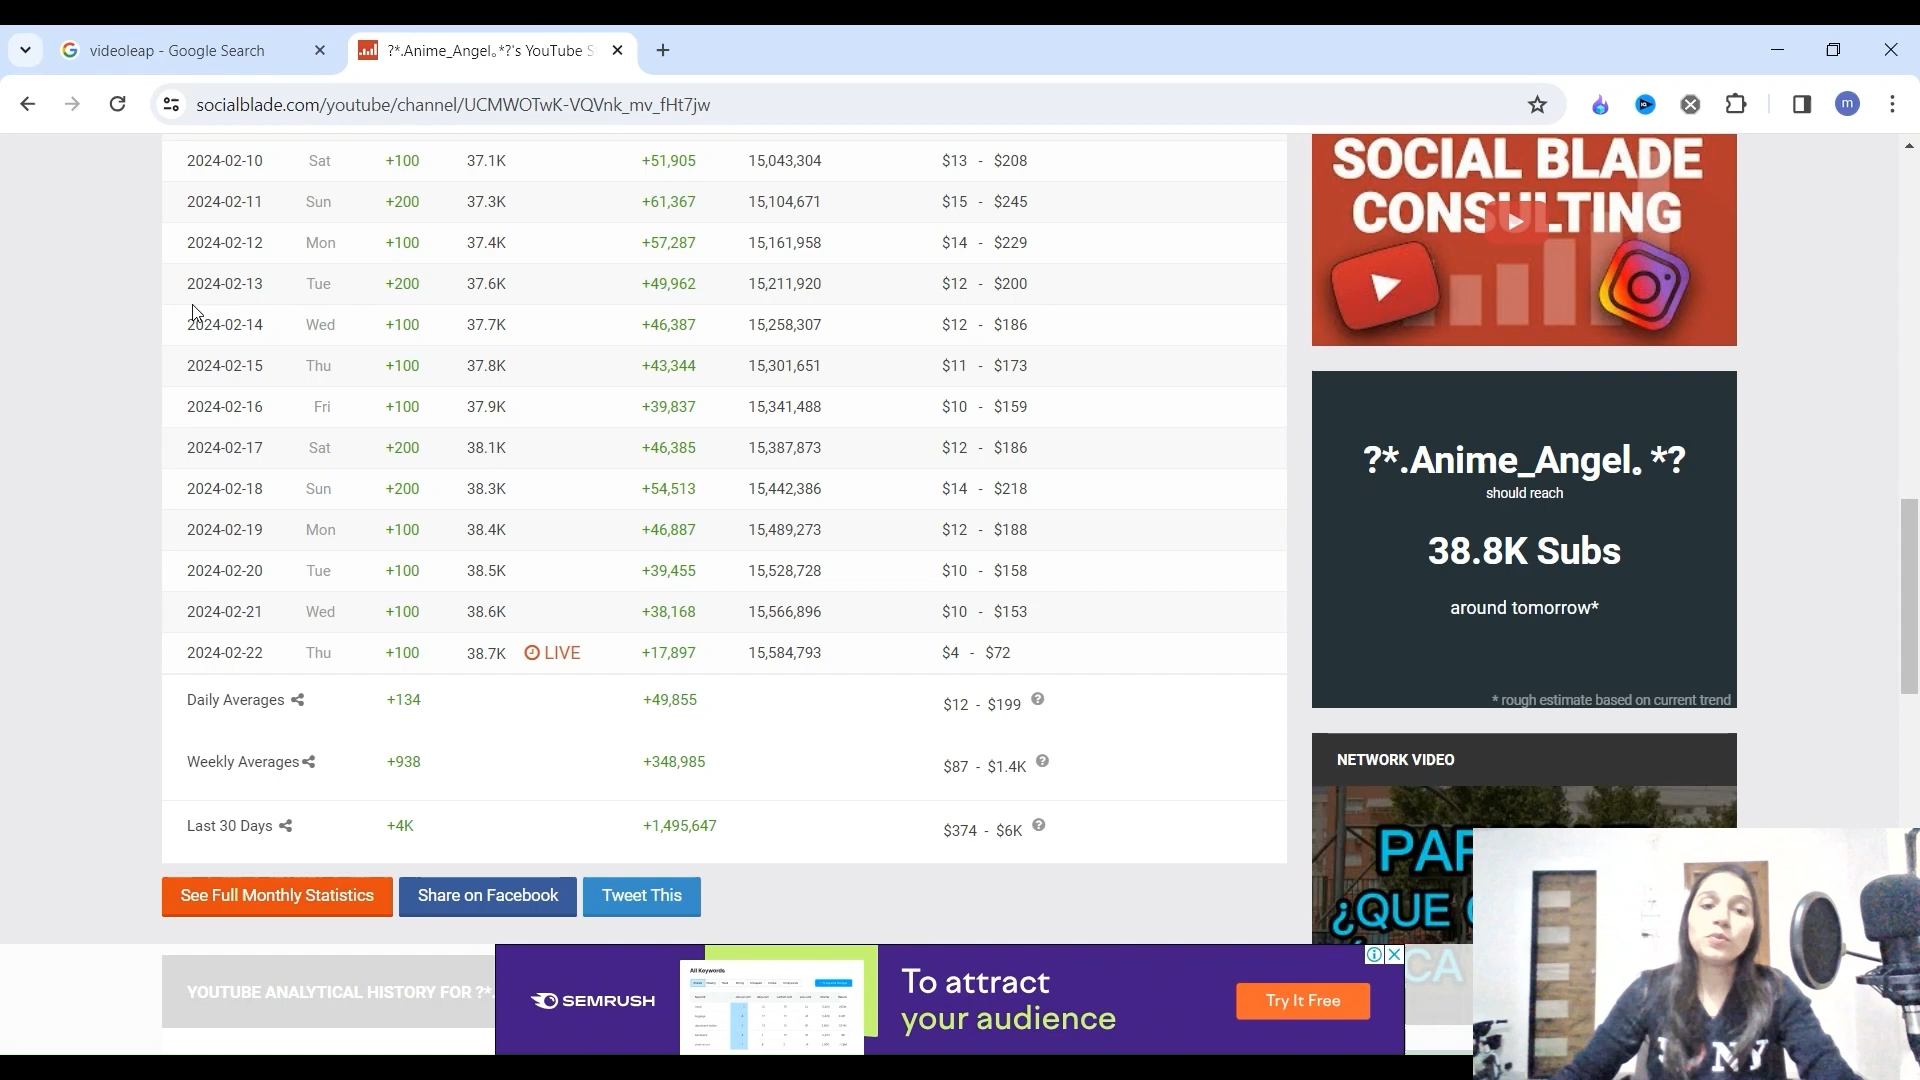 videoleap - Google Search
?*.Anime_Angel。*?'s YouTube S
socialblade.com/youtube/channel/UCMWOTwK-VQVnk_mv_fHt7jw
m
2024-02-10 Sat +100 37.1K +51,905 15,043,304 $13 - $208
2024-02-11 Sun +200 37.3K +61,367 15,104,671 $15 - $245
2024-02-12 Mon +100 37.4K +57,287 15,161,958 $14 - $229
2024-02-13 Tue +200 37.6K +49,962 15,211,920 $12 - $200
2024-02-14 Wed +100 37.7K +46,387 15,258,307 $12 - $186
2024-02-15 Thu +100 37.8K +43,344 15,301,651 $11 - $173
2024-02-16 Fri +100 37.9K +39,837 15,341,488 $10 - $159
2024-02-17 Sat +200 38.1K +46,385 15,387,873 $12 - $186
2024-02-18 Sun +200 38.3K +54,513 15,442,386 $14 - $218
2024-02-19 Mon +100 38.4K +46,887 15,489,273 $12 - $188
2024-02-20 Tue +100 38.5K +39,455 15,528,728 $10 - $158
2024-02-21 Wed +100 38.6K +38,168 15,566,896 $10 - $153
2024-02-22 Thu +100 38.7K LIVE +17,897 15,584,793 $4 - $72
Daily Averages +134 +49,855 $12 - $199
Weekly Averages +938 +348,985 $87 - $1.4K
Last 30 Days +4K +1,495,647 $374 - $6K
See Full Monthly Statistics
Share on Facebook
Tweet This
YOUTUBE ANALYTICAL HISTORY FOR ?*.
SOCIAL BLADE
CONSULTING
?*.Anime_Angel。*?
should reach
38.8K Subs
around tomorrow*
* rough estimate based on current trend
NETWORK VIDEO
PAR
¿QUE
CA
SEMRUSH
All Keywords
To attract
your audience
Try It Free
NY